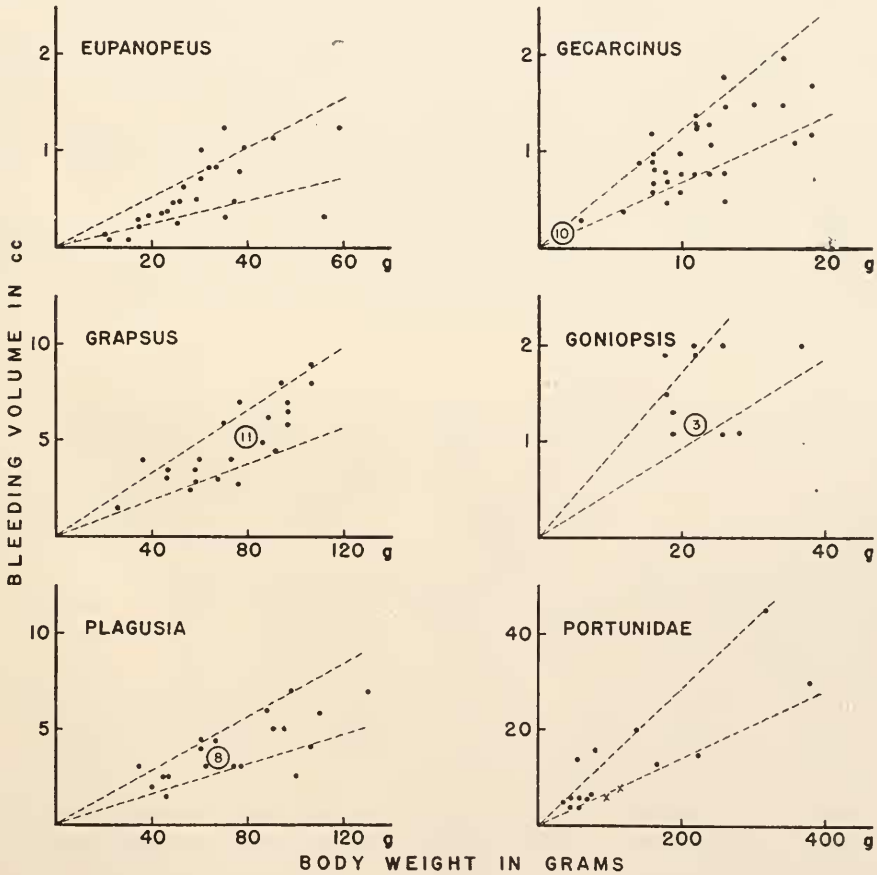 BLEEDING VOLUME IN CC
EUPANOPEUS
2
1
20 40 60 g
GECARCINUS
2
1
10
10 20 g
GRAPSUS
10
5
11
40 80 120 g
GONIOPSIS
2
1
3
20 40 g
PLAGUSIA
10
5
8
40 80 120 g
PORTUNIDAE
40
20
x x
200 400 g
BODY WEIGHT IN GRAMS